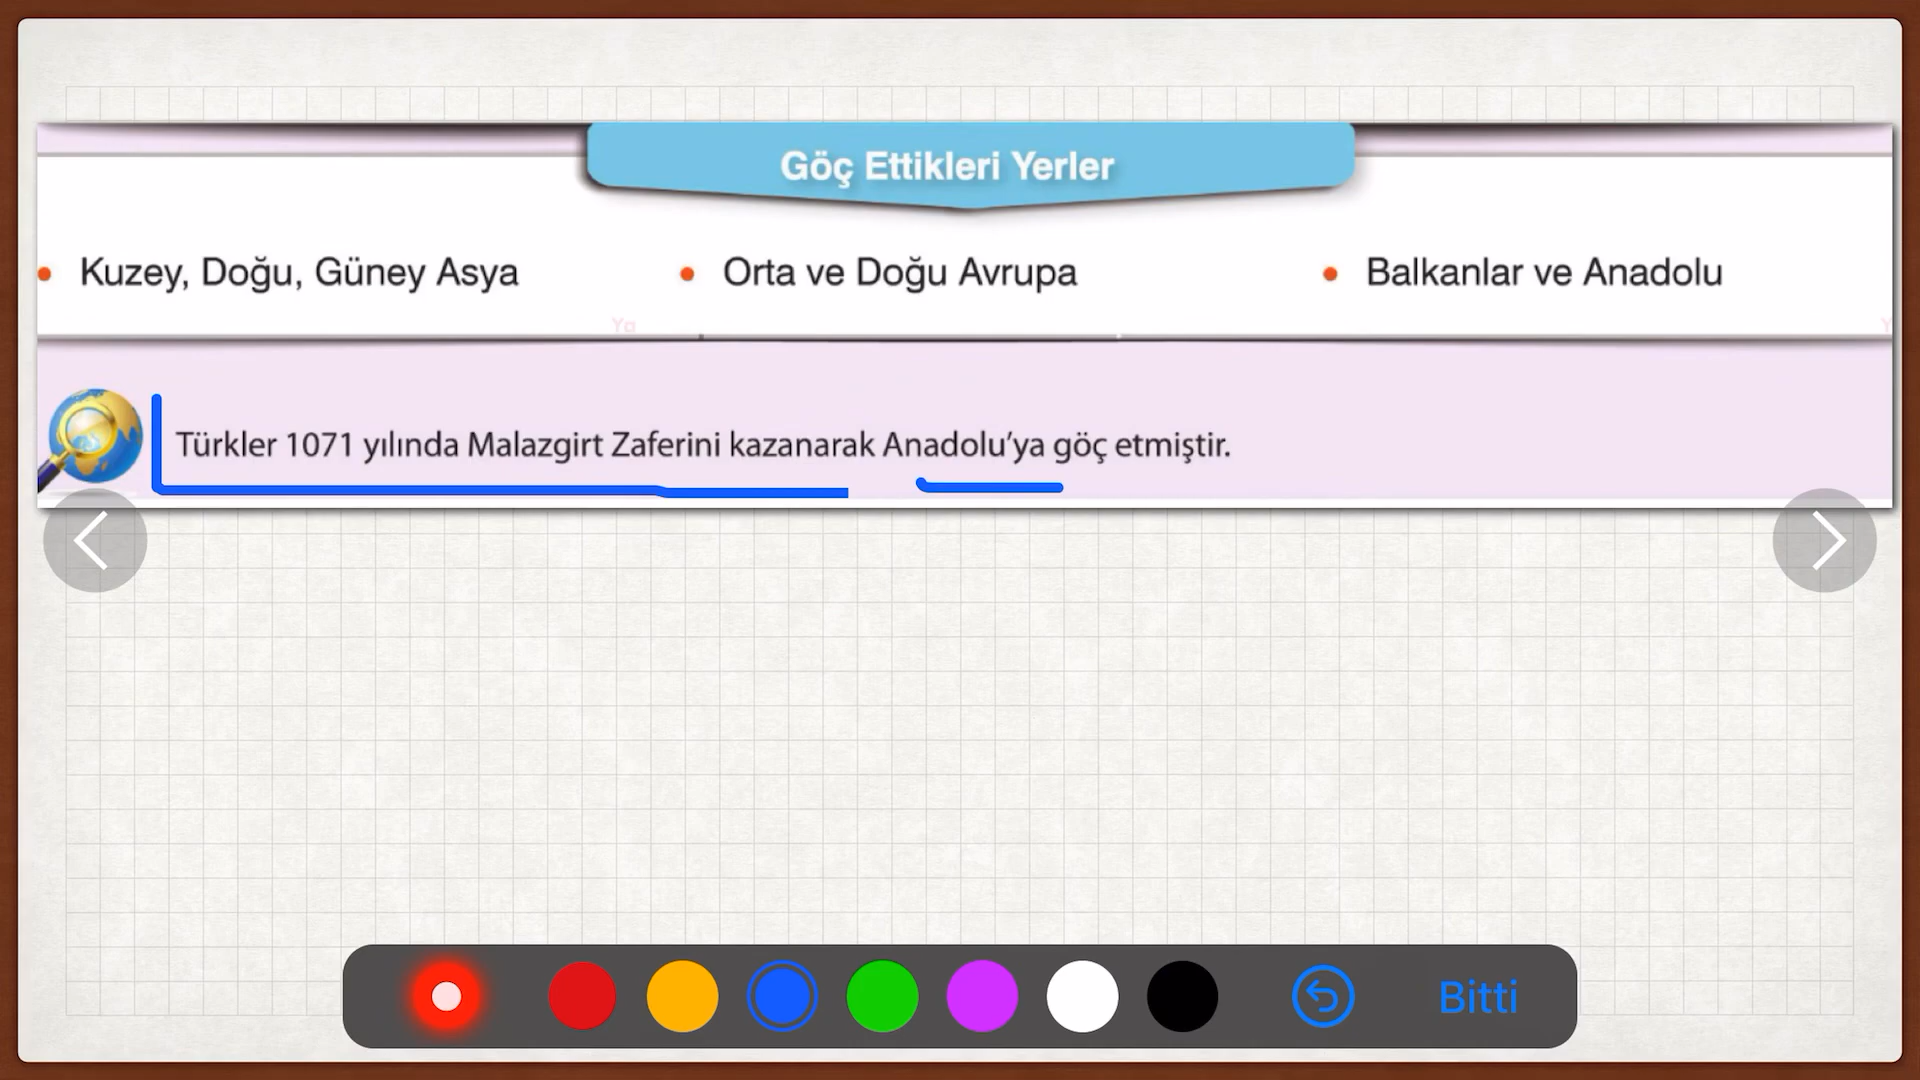 Göç Ettikleri Yerler
Kuzey, Doğu, Güney Asya
Orta ve Doğu Avrupa
Balkanlar ve Anadolu
Ya
Y
Türkler 1071 yılında Malazgirt Zaferini kazanarak Anadolu'ya göç etmiştir.
Bitti